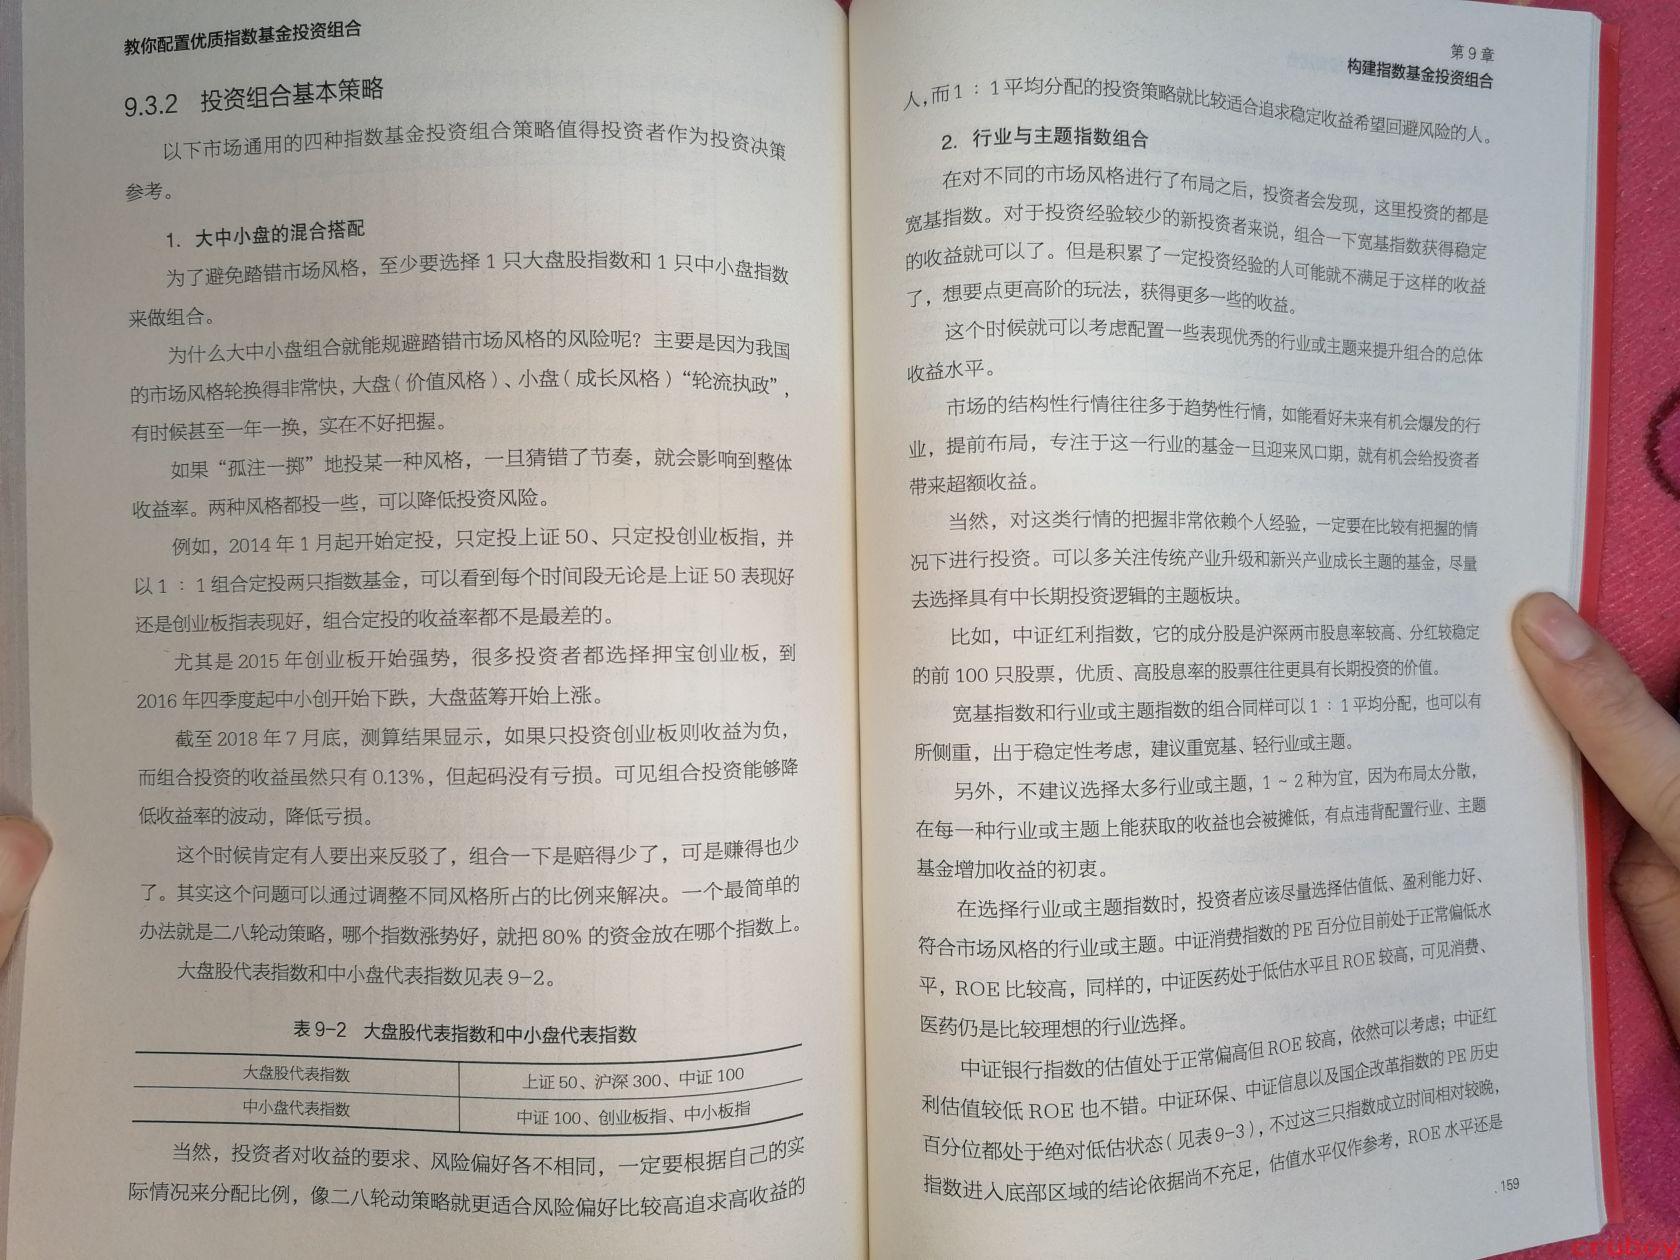 教你配置优质指数基金投资组合
9.3.2 投资组合基本策略
以下市场通用的四种指数基金投资组合策略值得投资者作为投资决策
参考。
1. 大中小盘的混合搭配
为了避免踏错市场风格，至少要选择1只大盘股指数和1只中小盘指数
来做组合。
为什么大中小盘组合就能规避踏错市场风格的风险呢？主要是因为我国
的市场风格轮换得非常快，大盘（价值风格）、小盘（成长风格）“轮流执政”，
有时候甚至一年一换，实在不好把握。
如果“孤注一掷”地投某一种风格，一旦猜错了节奏，就会影响到整体
收益率。两种风格都投一些，可以降低投资风险。
例如，2014年1月起开始定投，只定投上证50、只定投创业板指，并
以1：1组合定投两只指数基金，可以看到每个时间段无论是上证50表现好
还是创业板指表现好，组合定投的收益率都不是最差的。
尤其是2015年创业板开始强势，很多投资者都选择押宝创业板，到
2016年四季度起中小创开始下跌，大盘蓝筹开始上涨。
截至2018年7月底，测算结果显示，如果只投资创业板则收益为负，
而组合投资的收益虽然只有0.13%，但起码没有亏损。可见组合投资能够降
低收益率的波动，降低亏损。
这个时候肯定有人要出来反驳了，组合一下是赔得少了，可是赚得也少
了。其实这个问题可以通过调整不同风格所占的比例来解决。一个最简单的
办法就是二八轮动策略，哪个指数涨势好，就把80%的资金放在哪个指数上。
大盘股代表指数和中小盘代表指数见表9-2。
表9-2 大盘股代表指数和中小盘代表指数
大盘股代表指数 上证50、沪深300、中证100
中小盘代表指数 中证100、创业板指、中小板指
当然，投资者对收益的要求、风险偏好各不相同，一定要根据自己的实
际情况来分配比例，像二八轮动策略就更适合风险偏好比较高追求高收益的
第9章
构建指数基金投资组合
人，而1：1平均分配的投资策略就比较适合追求稳定收益希望回避风险的人。
2. 行业与主题指数组合
在对不同的市场风格进行了布局之后，投资者会发现，这里投资的都是
宽基指数。对于投资经验较少的新投资者来说，组合一下宽基指数获得稳定
的收益就可以了。但是积累了一定投资经验的人可能就不满足于这样的收益
了，想要点更高阶的玩法，获得更多一些的收益。
这个时候就可以考虑配置一些表现优秀的行业或主题来提升组合的总体
收益水平。
市场的结构性行情往往多于趋势性行情，如能看好未来有机会爆发的行
业，提前布局，专注于这一行业的基金一旦迎来风口期，就有机会给投资者
带来超额收益。
当然，对这类行情的把握非常依赖个人经验，一定要在比较有把握的情
况下进行投资。可以多关注传统产业升级和新兴产业成长主题的基金，尽量
去选择具有中长期投资逻辑的主题板块。
比如，中证红利指数，它的成分股是沪深两市股息率较高、分红较稳定
的前100只股票，优质、高股息率的股票往往更具有长期投资的价值。
宽基指数和行业或主题指数的组合同样可以1：1平均分配，也可以有
所侧重，出于稳定性考虑，建议重宽基、轻行业或主题。
另外，不建议选择太多行业或主题，1～2种为宜，因为布局太分散，
在每一种行业或主题上能获取的收益也会被摊低，有点违背配置行业、主题
基金增加收益的初衷。
在选择行业或主题指数时，投资者应该尽量选择估值低、盈利能力好、
符合市场风格的行业或主题。中证消费指数的PE百分位目前处于正常偏低水
平，ROE比较高，同样的，中证医药处于低估水平且ROE较高，可见消费、
医药仍是比较理想的行业选择。
中证银行指数的估值处于正常偏高但ROE较高，依然可以考虑；中证红
利估值较低ROE也不错。中证环保、中证信息以及国企改革指数的PE历史
百分位都处于绝对低估状态（见表9-3），不过这三只指数成立时间相对较晚，
指数进入底部区域的结论依据尚不充足，估值水平仅作参考，ROE水平还是
159